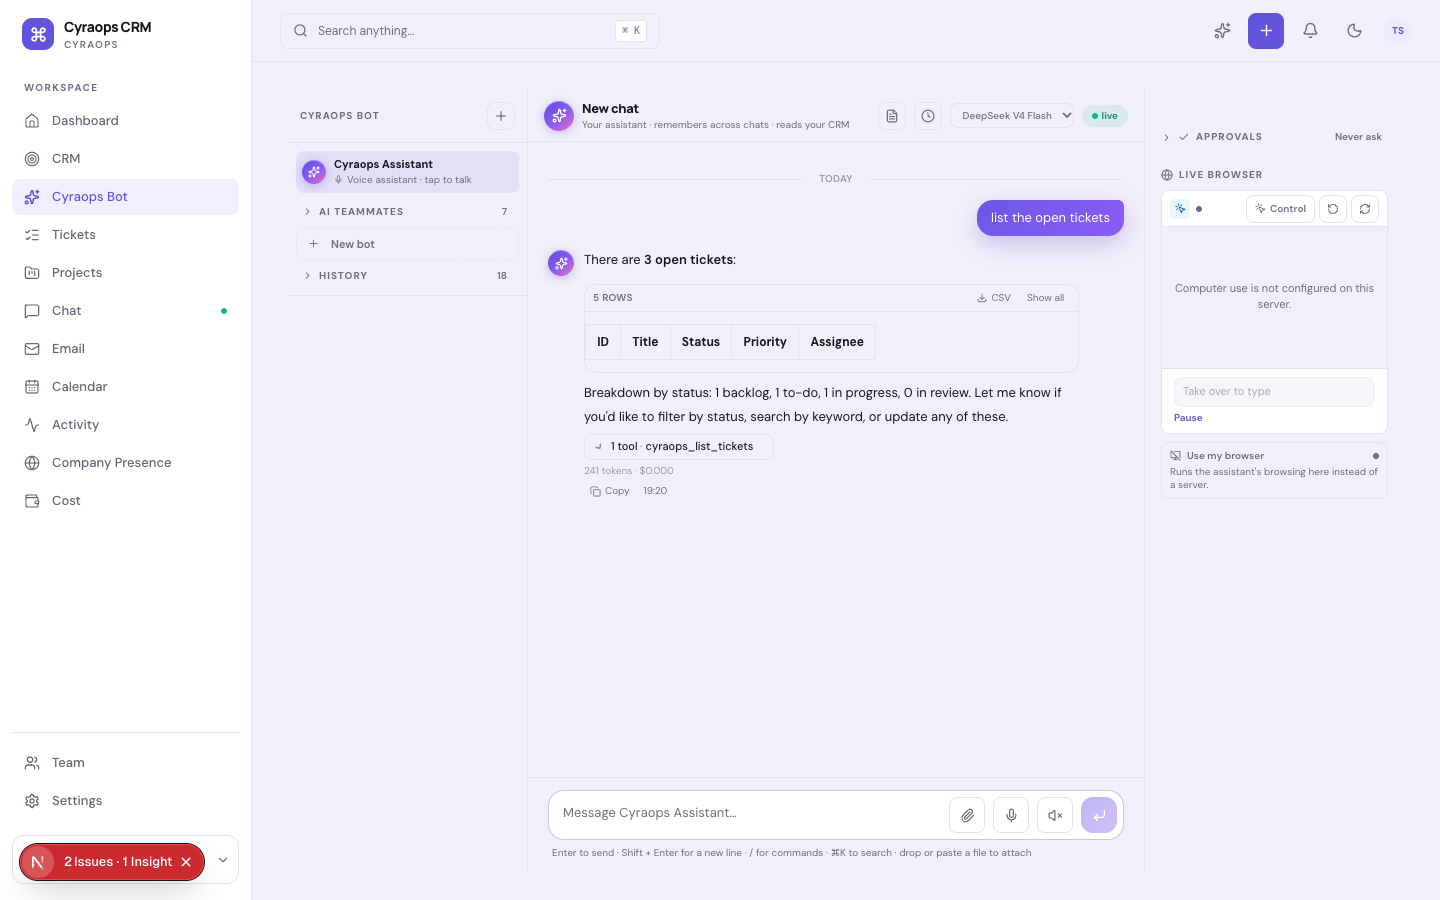 Cyraops CRM
CYRAOPS
WORKSPACE
Dashboard
CRM
Cyraops Bot
Tickets
Projects
Chat
Email
Calendar
Activity
Company Presence
Cost
Team
Settings
N
2 Issues · 1 Insight
Search anything...
⌘ K
TS
CYRAOPS BOT
Cyraops Assistant
Voice assistant · tap to talk
AI TEAMMATES 7
New bot
HISTORY 18
New chat
Your assistant · remembers across chats · reads your CRM
DeepSeek V4 Flash
live
TODAY
list the open tickets
There are 3 open tickets:
5 ROWS CSV Show all
ID Title Status Priority Assignee
Breakdown by status: 1 backlog, 1 to-do, 1 in progress, 0 in review. Let me know if
you'd like to filter by status, search by keyword, or update any of these.
1 tool · cyraops_list_tickets
241 tokens · $0.000
Copy 19:20
Message Cyraops Assistant...
Enter to send · Shift + Enter for a new line · / for commands · ⌘K to search · drop or paste a file to attach
APPROVALS Never ask
LIVE BROWSER
Control
Computer use is not configured on this
server.
Take over to type
Pause
Use my browser
Runs the assistant's browsing here instead of
a server.